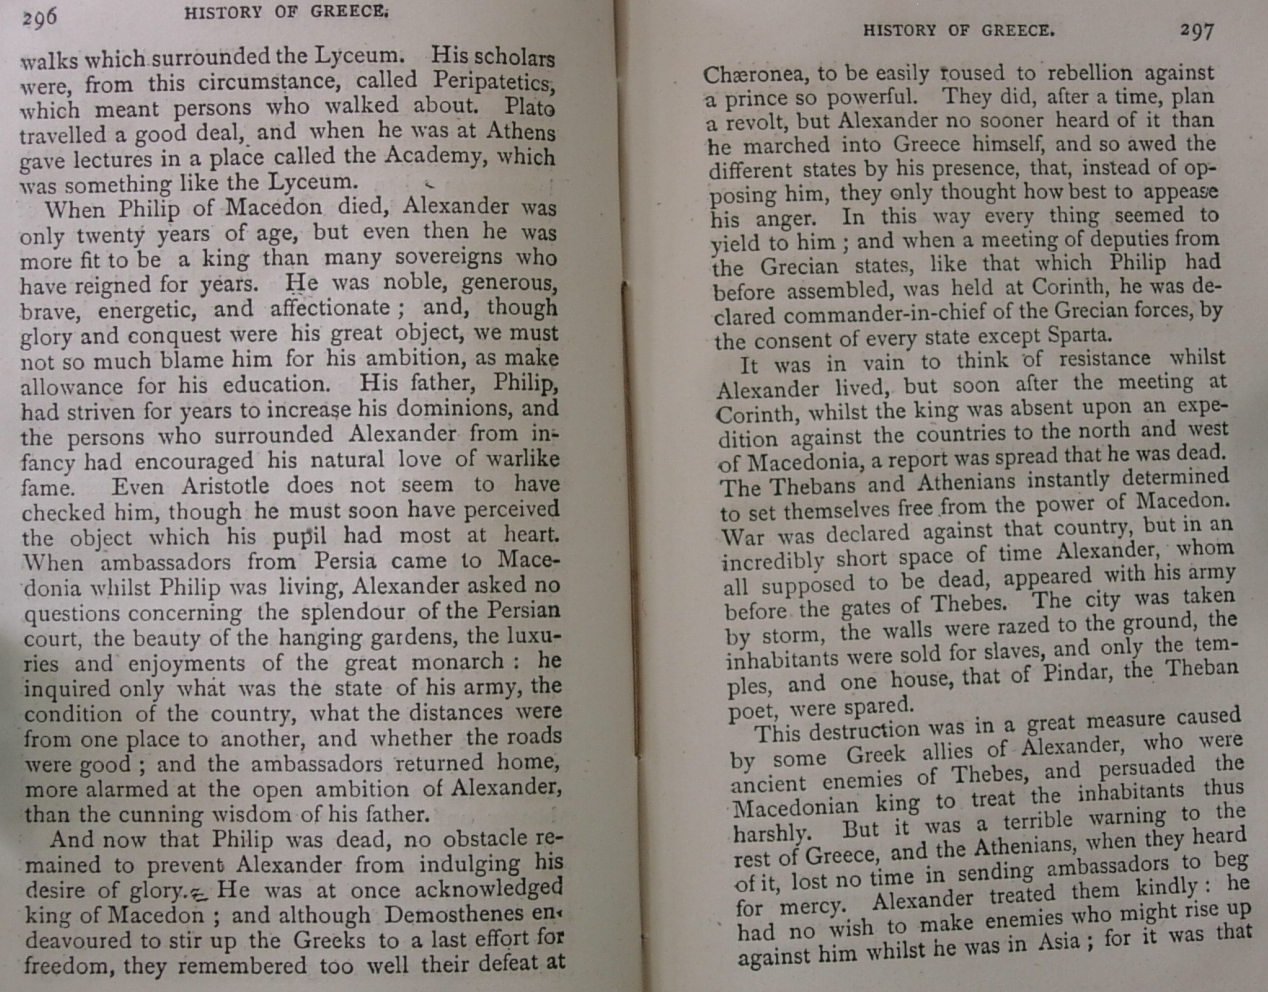 296
HISTORY OF GREECE.
walks which surrounded the Lyceum. His scholars
were, from this circumstance, called Peripatetics,
which meant persons who walked about. Plato
travelled a good deal, and when he was at Athens
gave lectures in a place called the Academy, which
was something like the Lyceum.
When Philip of Macedon died, Alexander was
only twenty years of age, but even then he was
more fit to be a king than many sovereigns who
have reigned for years. He was noble, generous,
brave, energetic, and affectionate ; and, though
glory and conquest were his great object, we must
not so much blame him for his ambition, as make
allowance for his education. His father, Philip,
had striven for years to increase his dominions, and
the persons who surrounded Alexander from in-
fancy had encouraged his natural love of warlike
fame. Even Aristotle does not seem to have
checked him, though he must soon have perceived
the object which his pupil had most at heart.
When ambassadors from Persia came to Mace-
donia whilst Philip was living, Alexander asked no
questions concerning the splendour of the Persian
court, the beauty of the hanging gardens, the luxu-
ries and enjoyments of the great monarch : he
inquired only what was the state of his army, the
condition of the country, what the distances were
from one place to another, and whether the roads
were good ; and the ambassadors returned home,
more alarmed at the open ambition of Alexander,
than the cunning wisdom of his father.
And now that Philip was dead, no obstacle re-
mained to prevent Alexander from indulging his
desire of glory. He was at once acknowledged
king of Macedon ; and although Demosthenes en-
deavoured to stir up the Greeks to a last effort for
freedom, they remembered too well their defeat at
HISTORY OF GREECE.
297
Chæronea, to be easily roused to rebellion against
a prince so powerful. They did, after a time, plan
a revolt, but Alexander no sooner heard of it than
he marched into Greece himself, and so awed the
different states by his presence, that, instead of op-
posing him, they only thought how best to appease
his anger. In this way every thing seemed to
yield to him ; and when a meeting of deputies from
the Grecian states, like that which Philip had
before assembled, was held at Corinth, he was de-
clared commander-in-chief of the Grecian forces, by
the consent of every state except Sparta.
It was in vain to think of resistance whilst
Alexander lived, but soon after the meeting at
Corinth, whilst the king was absent upon an expe-
dition against the countries to the north and west
of Macedonia, a report was spread that he was dead.
The Thebans and Athenians instantly determined
to set themselves free from the power of Macedon.
War was declared against that country, but in an
incredibly short space of time Alexander, whom
all supposed to be dead, appeared with his army
before the gates of Thebes. The city was taken
by storm, the walls were razed to the ground, the
inhabitants were sold for slaves, and only the tem-
ples, and one house, that of Pindar, the Theban
poet, were spared.
This destruction was in a great measure caused
by some Greek allies of Alexander, who were
ancient enemies of Thebes, and persuaded the
Macedonian king to treat the inhabitants thus
harshly. But it was a terrible warning to the
rest of Greece, and the Athenians, when they heard
of it, lost no time in sending ambassadors to beg
for mercy. Alexander treated them kindly : he
had no wish to make enemies who might rise up
against him whilst he was in Asia ; for it was that